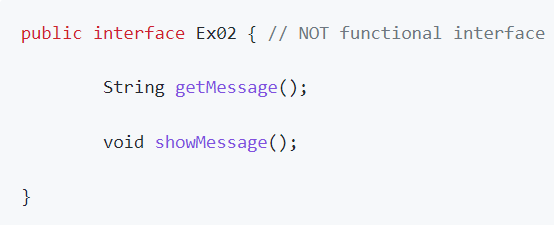 public interface Ex02 { // NOT functional interface
String getMessage();
void showMessage();
}